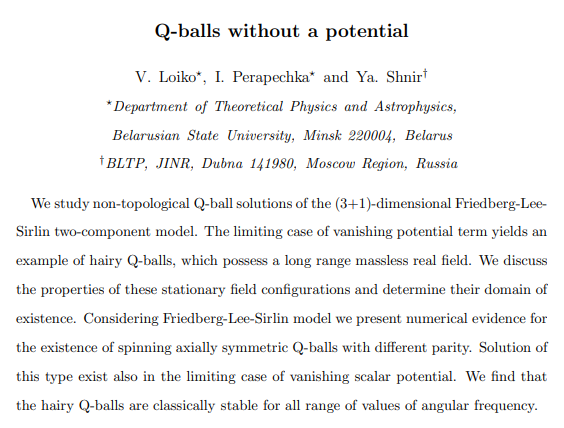 Q-balls without a potential
V. Loiko*, I. Perapechka* and Ya. Shnir†
*Department of Theoretical Physics and Astrophysics,
Belarusian State University, Minsk 220004, Belarus
†BLTP, JINR, Dubna 141980, Moscow Region, Russia
We study non-topological Q-ball solutions of the (3+1)-dimensional Friedberg-Lee-
Sirlin two-component model. The limiting case of vanishing potential term yields an
example of hairy Q-balls, which possess a long range massless real field. We discuss
the properties of these stationary field configurations and determine their domain of
existence. Considering Friedberg-Lee-Sirlin model we present numerical evidence for
the existence of spinning axially symmetric Q-balls with different parity. Solution of
this type exist also in the limiting case of vanishing scalar potential. We find that
the hairy Q-balls are classically stable for all range of values of angular frequency.